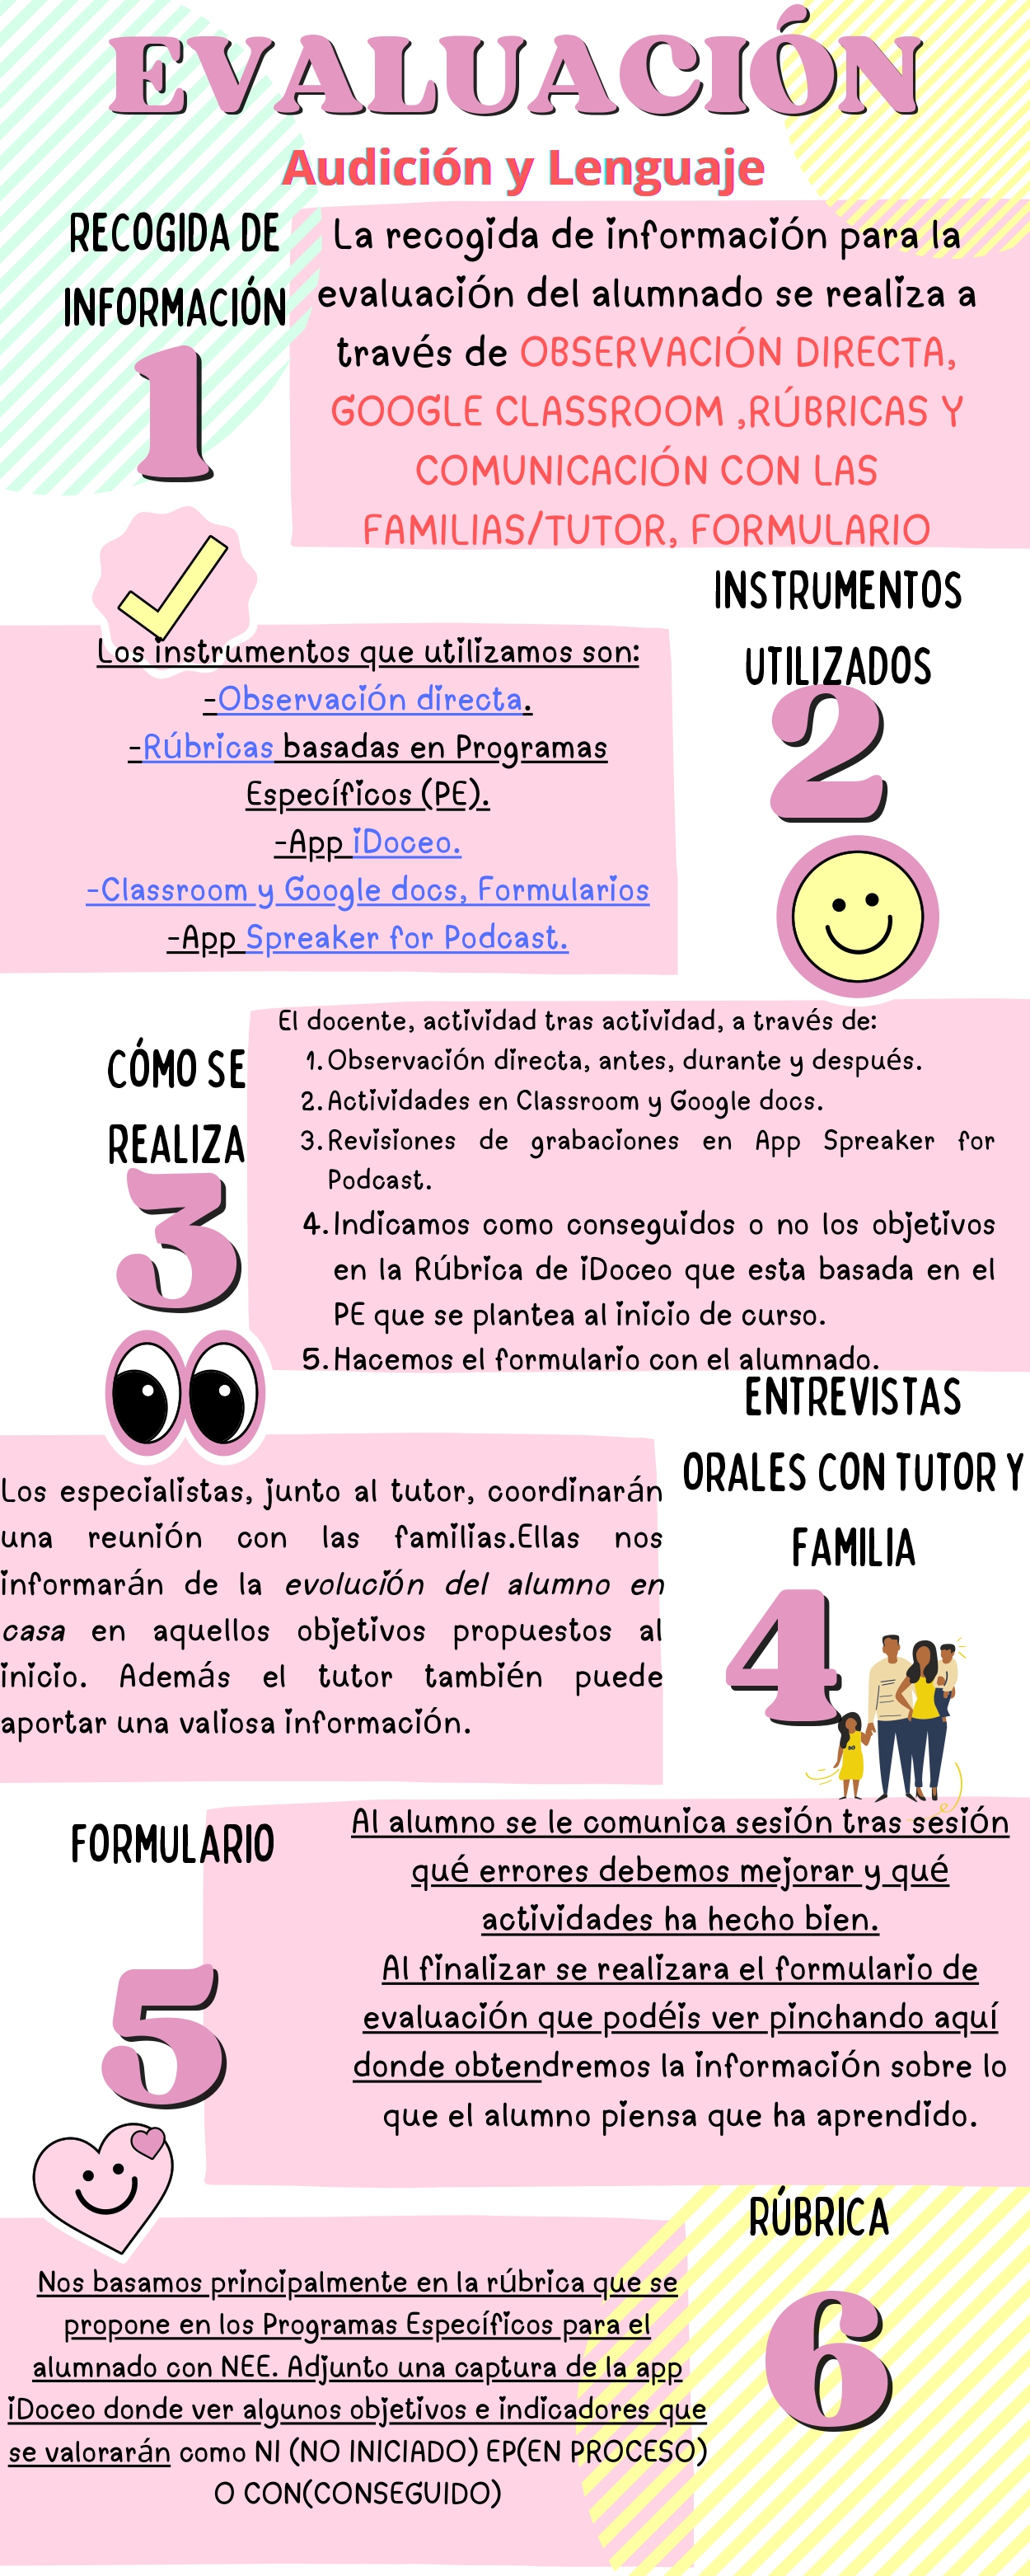 EVALUACIÓN
Audición y Lenguaje
RECOGIDA DE
INFORMACIÓN
1
La recogida de información para la
evaluación del alumnado se realiza a
través de OBSERVACIÓN DIRECTA,
GOOGLE CLASSROOM ,RÚBRICAS Y
COMUNICACIÓN CON LAS
FAMILIAS/TUTOR, FORMULARIO
INSTRUMENTOS
UTILIZADOS
2
Los instrumentos que utilizamos son:
-Observación directa.
-Rúbricas basadas en Programas
Específicos (PE).
-App iDoceo.
-Classroom y Google docs, Formularios
-App Spreaker for Podcast.
CÓMO SE
REALIZA
3
El docente, actividad tras actividad, a través de:
1. Observación directa, antes, durante y después.
2. Actividades en Classroom y Google docs.
3. Revisiones de grabaciones en App Spreaker for
Podcast.
4. Indicamos como conseguidos o no los objetivos
en la Rúbrica de iDoceo que esta basada en el
PE que se plantea al inicio de curso.
5. Hacemos el formulario con el alumnado.
ENTREVISTAS
ORALES CON TUTOR Y
FAMILIA
4
Los especialistas, junto al tutor, coordinarán
una reunión con las familias.Ellas nos
informarán de la evolución del alumno en
casa en aquellos objetivos propuestos al
inicio. Además el tutor también puede
aportar una valiosa información.
FORMULARIO
5
Al alumno se le comunica sesión tras sesión
qué errores debemos mejorar y qué
actividades ha hecho bien.
Al finalizar se realizara el formulario de
evaluación que podéis ver pinchando aquí
donde obtendremos la información sobre lo
que el alumno piensa que ha aprendido.
RÚBRICA
6
Nos basamos principalmente en la rúbrica que se
propone en los Programas Específicos para el
alumnado con NEE. Adjunto una captura de la app
iDoceo donde ver algunos objetivos e indicadores que
se valorarán como NI (NO INICIADO) EP(EN PROCESO)
O CON(CONSEGUIDO)